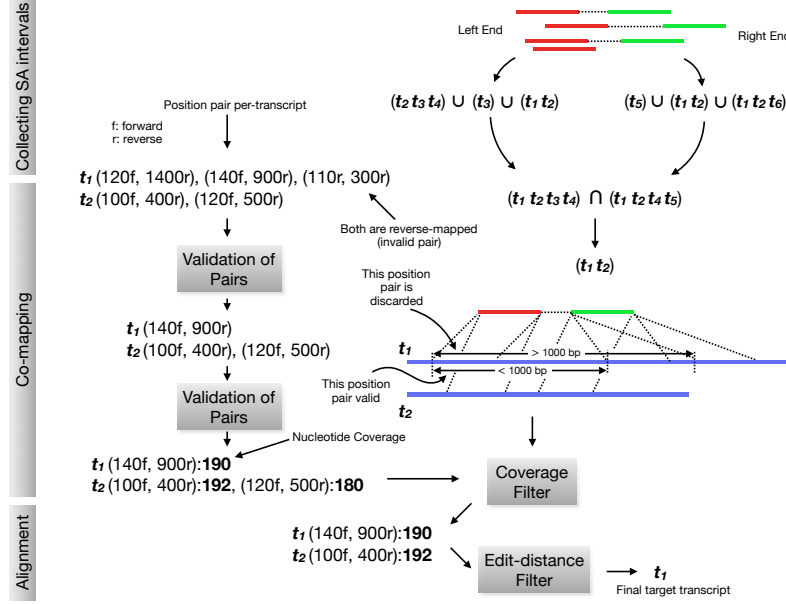 Collecting SA intervals
Co-mapping
Alignment
Left End
Right End
(t2 t3 t4) ∪ (t3) ∪ (t1 t2)
(t5) ∪ (t1 t2) ∪ (t1 t2 t6)
(t1 t2 t3 t4) ∩ (t1 t2 t4 t5)
(t1 t2)
Position pair per-transcript
f: forward
r: reverse
t1 (120f, 1400r), (140f, 900r), (110r, 300r)
t2 (100f, 400r), (120f, 500r)
Both are reverse-mapped
(invalid pair)
Validation of
Pairs
t1 (140f, 900r)
t2 (100f, 400r), (120f, 500r)
Validation of
Pairs
This position
pair is
discarded
t1
> 1000 bp
< 1000 bp
This position
pair valid
t2
Nucleotide Coverage
t1 (140f, 900r):190
t2 (100f, 400r):192, (120f, 500r):180
Coverage
Filter
t1 (140f, 900r):190
t2 (100f, 400r):192
Edit-distance
Filter
t1
Final target transcript